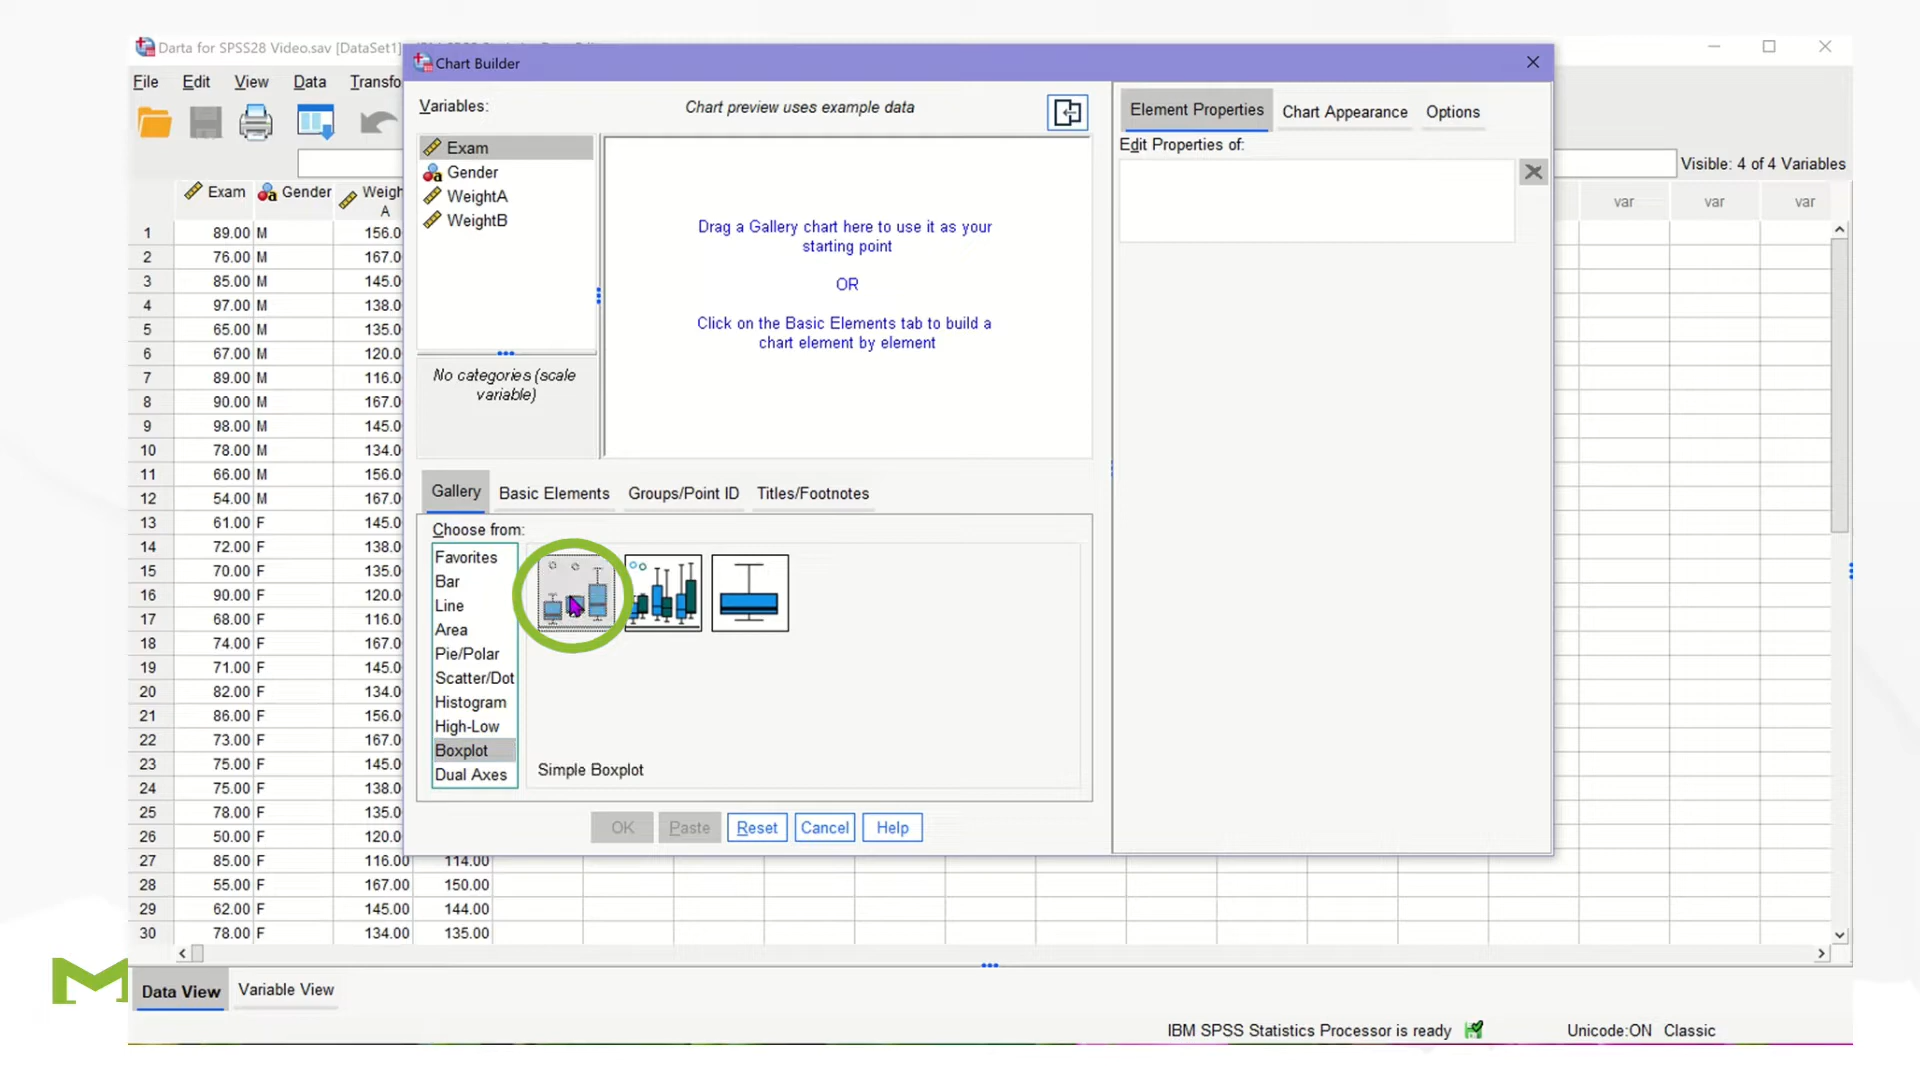 Darta for SPSS28 Video.sav [DataSet1]
File Edit View Data Transfo
Chart Builder
Variables:
Chart preview uses example data
Exam
Gender
WeightA
WeightB
Drag a Gallery chart here to use it as your
starting point
OR
Click on the Basic Elements tab to build a
chart element by element
No categories (scale
variable)
Element Properties Chart Appearance Options
Edit Properties of:
Gallery Basic Elements Groups/Point ID Titles/Footnotes
Choose from:
Favorites
Bar
Line
Area
Pie/Polar
Scatter/Dot
Histogram
High-Low
Boxplot
Dual Axes
Simple Boxplot
OK Paste Reset Cancel Help
Visible: 4 of 4 Variables
Exam Gender Weigh
A
var var var
1 89.00 M 156.0
2 76.00 M 167.0
3 85.00 M 145.0
4 97.00 M 138.0
5 65.00 M 135.0
6 67.00 M 120.0
7 89.00 M 116.0
8 90.00 M 167.0
9 98.00 M 145.0
10 78.00 M 134.0
11 66.00 M 156.0
12 54.00 M 167.0
13 61.00 F 145.0
14 72.00 F 138.0
15 70.00 F 135.0
16 90.00 F 120.0
17 68.00 F 116.0
18 74.00 F 167.0
19 71.00 F 145.0
20 82.00 F 134.0
21 86.00 F 156.0
22 73.00 F 167.0
23 75.00 F 145.0
24 75.00 F 138.0
25 78.00 F 135.0
26 50.00 F 120.0
27 85.00 F 116.00 114.00
28 55.00 F 167.00 150.00
29 62.00 F 145.00 144.00
30 78.00 F 134.00 135.00
Data View Variable View
IBM SPSS Statistics Processor is ready Unicode:ON Classic